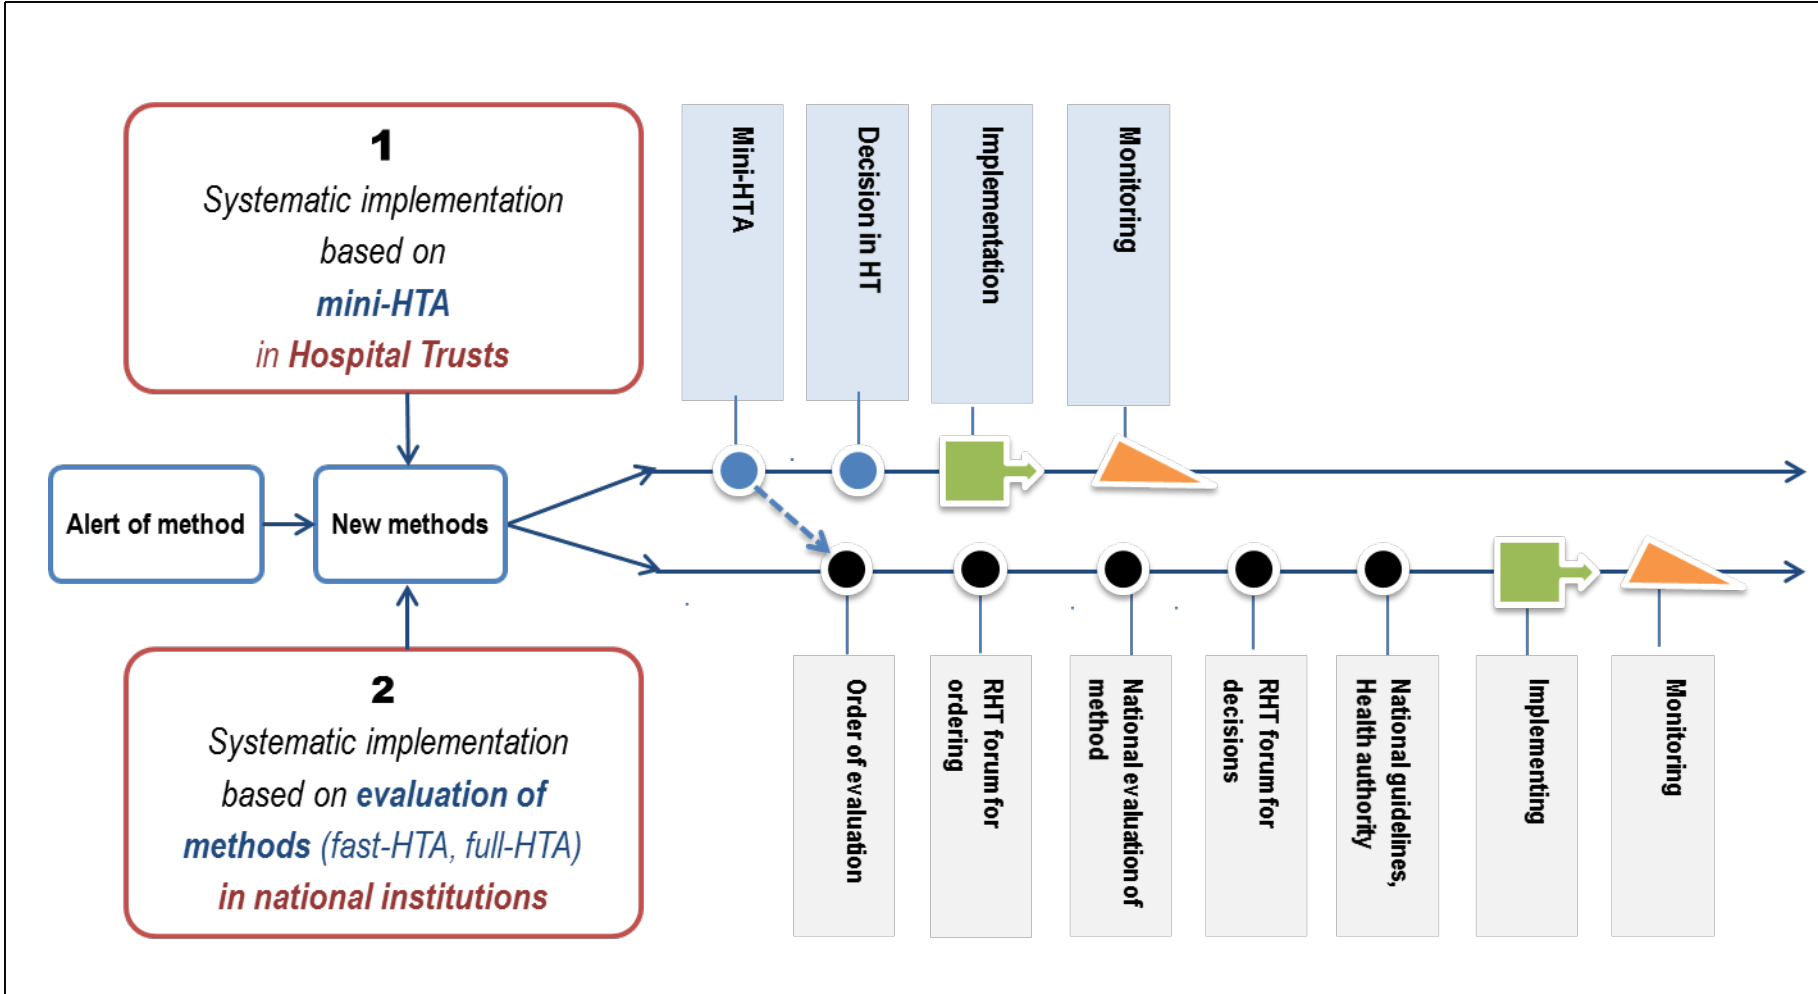 1
Systematic implementation
based on
mini-HTA
in Hospital Trusts
Mini-HTA
Decision in HT
Implementation
Monitoring
Alert of method
New methods
2
Systematic implementation
based on evaluation of
methods (fast-HTA, full-HTA)
in national institutions
Order of evaluation
RHT forum for
ordering
National evaluation of
method
RHT forum for
decisions
National guidelines,
Health authority
Implementing
Monitoring